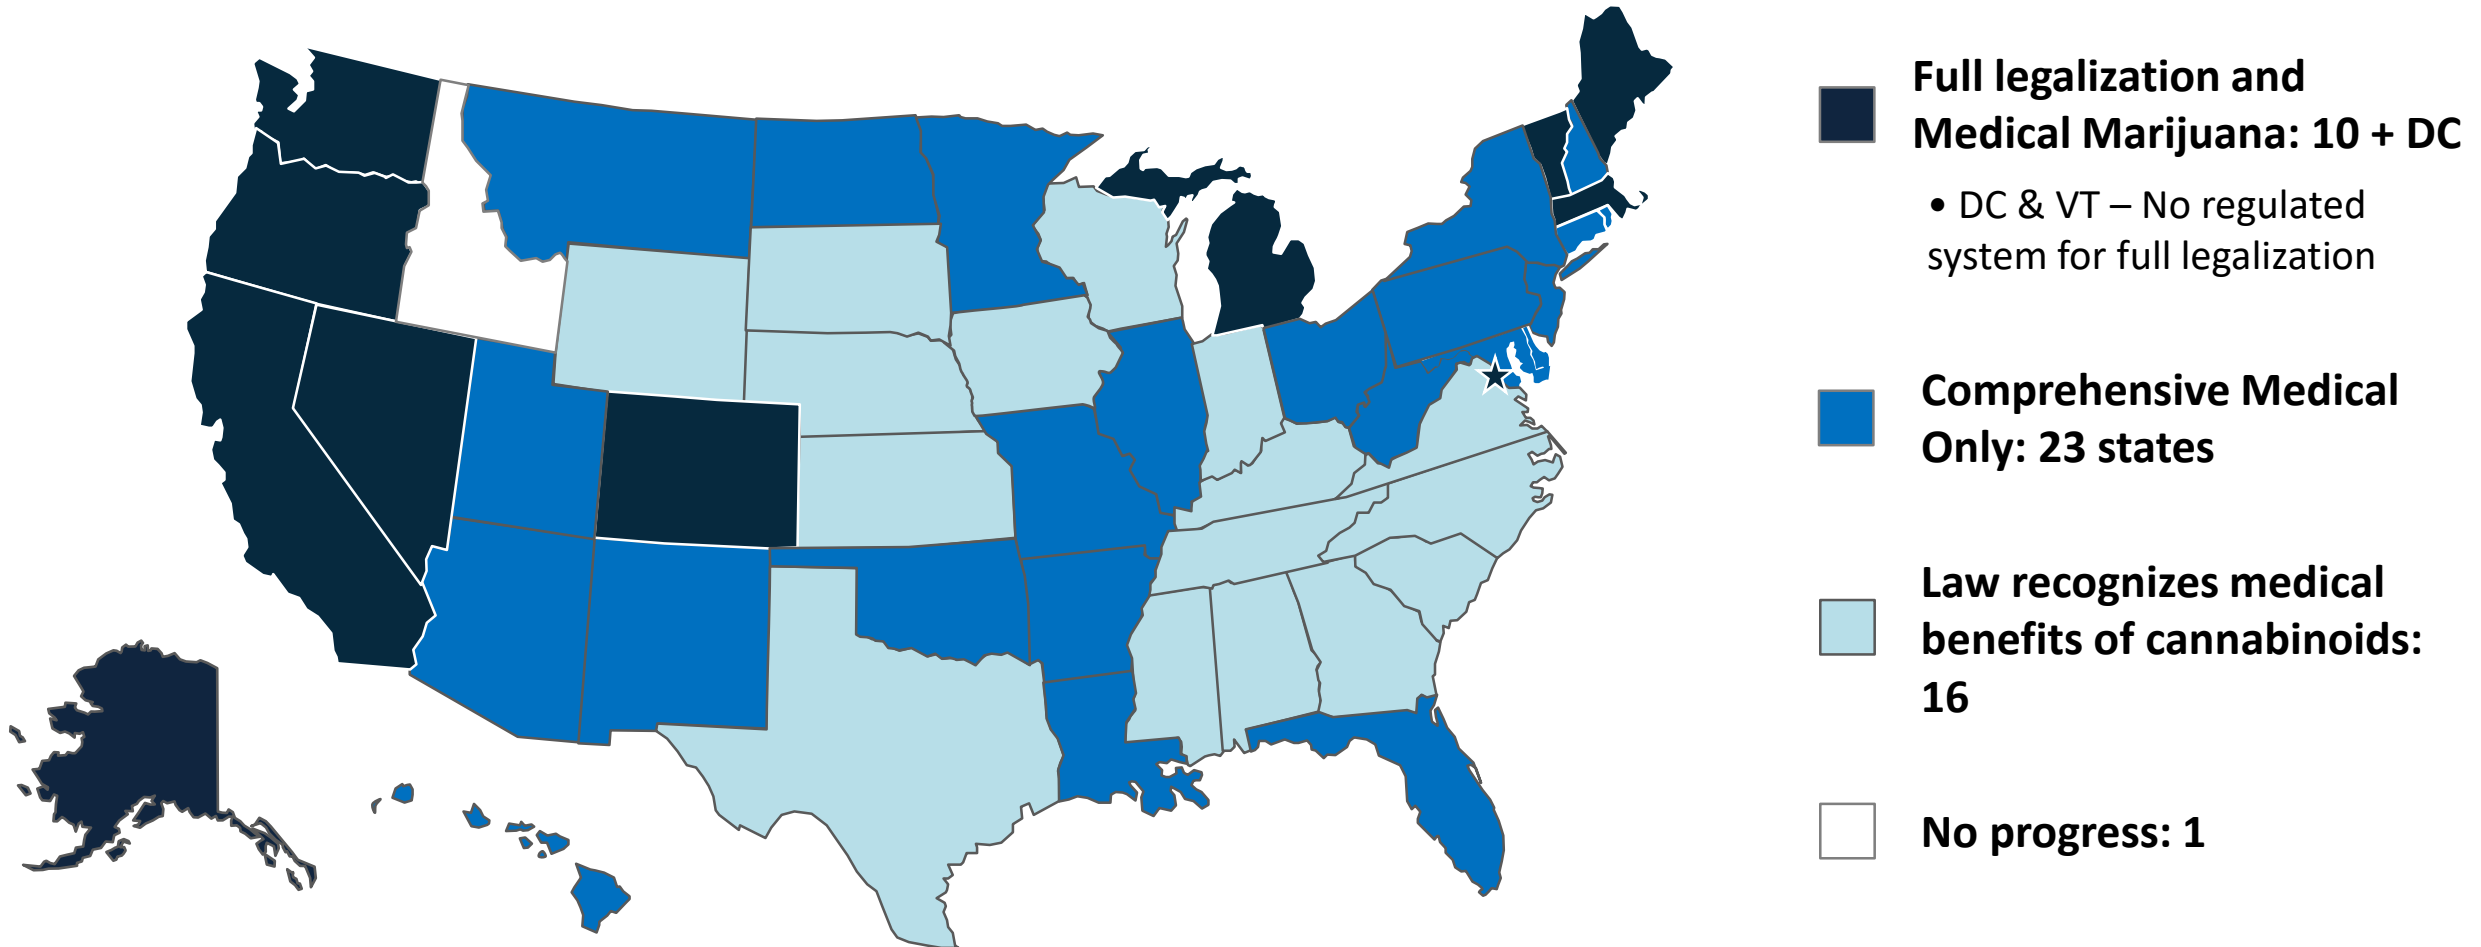 Full legalization and
Medical Marijuana: 10 + DC
• DC & VT – No regulated
system for full legalization
Comprehensive Medical
Only: 23 states
Law recognizes medical
benefits of cannabinoids:
16
No progress: 1